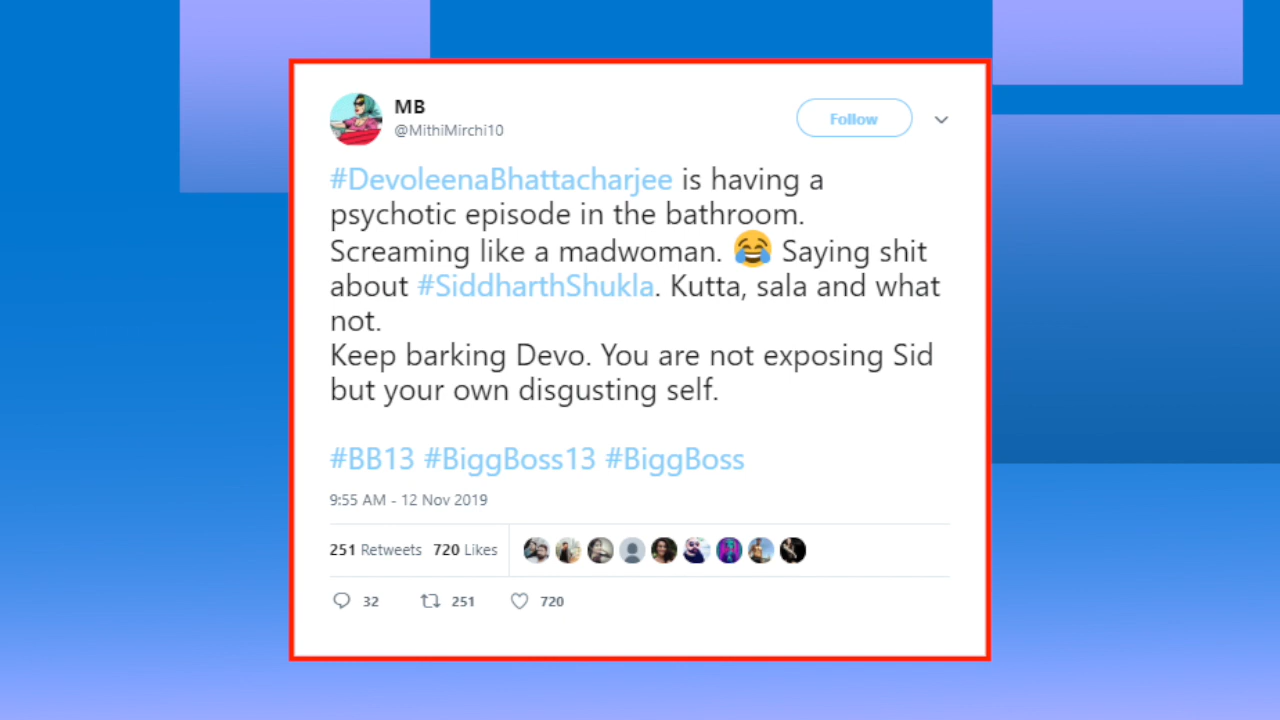 MB
@MithiMirchi10
Follow
#DevoleenaBhattacharjee is having a
psychotic episode in the bathroom.
Screaming like a madwoman. 😂 Saying shit
about #SiddharthShukla. Kutta, sala and what
not.
Keep barking Devo. You are not exposing Sid
but your own disgusting self.
#BB13 #BiggBoss13 #BiggBoss
9:55 AM - 12 Nov 2019
251 Retweets 720 Likes
32 251 720